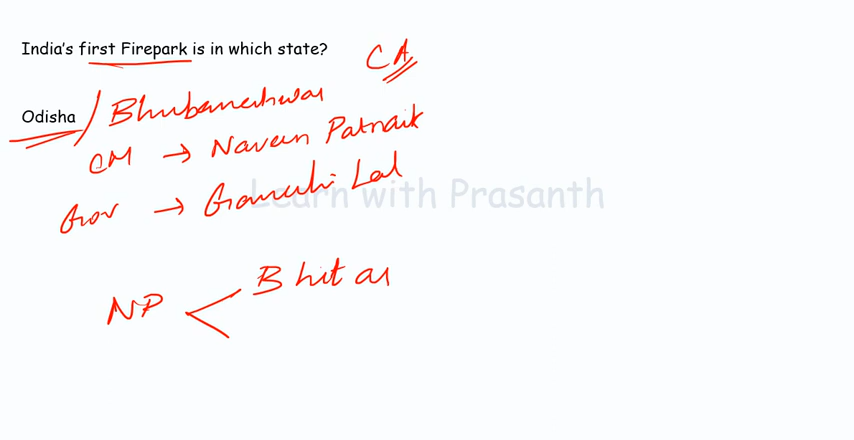 India's first Firepark is in which state?
CA
Odisha / Bhubaneshwar
CM → Naveen Patnaik
Gov → Ganeshi Lal
Learn with Prasanth
NP < Bhitar